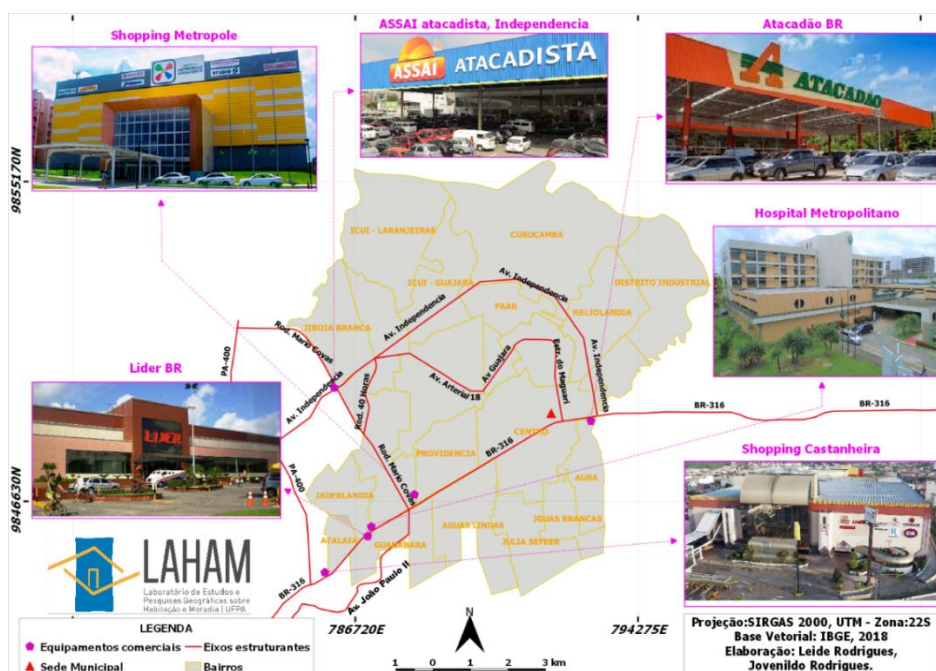 Shopping Metropole
ASSAI atacadista, Independencia
Atacadão BR
ASSAÍ ATACADISTA
ATACADÃO
9855170N
Hospital Metropolitano
ICUI - LARANJEIRAS
CURUÇAMBA
ICUI - GUAJARA
DISTRITO INDUSTRIAL
PAAR
HELIOLANDIA
JIBOIA BRANCA
Av. Independencia
Av. Independencia
Av. Independencia
Av. Independencia
Rod. Mario Covas
PA-400
Rod. 40 Horas
Av. Arterial18
Av Guajara
Estr. do Maguari
Lider BR
LIDER
BR-316
BR-316
CENTRO
BR-316
PROVIDENCIA
Rod. Mario Covas
Shopping Castanheira
9846630N
PA-400
JADERLANDIA
AURA
AGUAS LINDAS
JGUAS BRANCAS
ATALAIA
GUANABARA
JULIA SEFEER
BR-316
Av. João Paulo II
LAHAM
Laboratório de Estudos e
Pesquisas Geográficas sobre
Habitação e Moradia | UFPA
786720E
794275E
N
1 0 1 2 3 km
LEGENDA
Equipamentos comerciais
Eixos estruturantes
Sede Municipal
Bairros
Projeção:SIRGAS 2000, UTM - Zona:22S
Base Vetorial: IBGE, 2018
Elaboração: Leide Rodrigues,
Jovenildo Rodrigues.